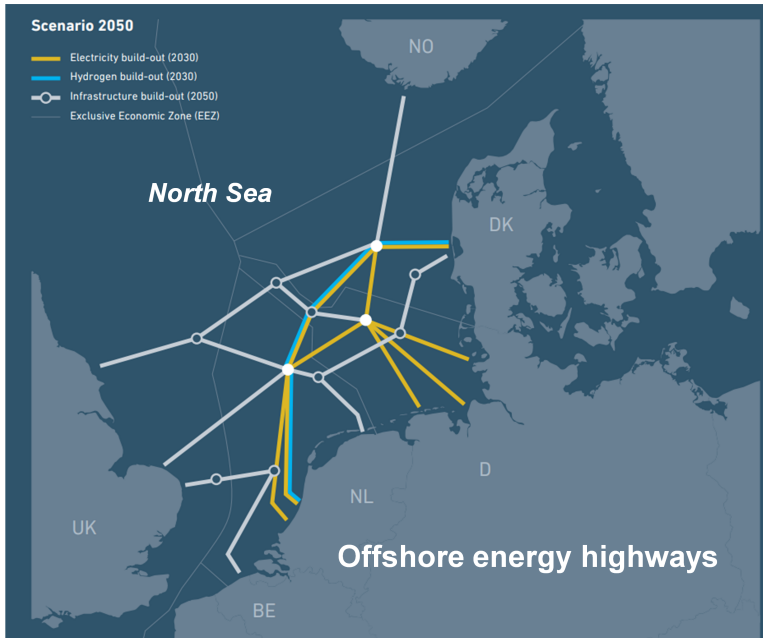 Scenario 2050
Electricity build-out (2030)
Hydrogen build-out (2030)
Infrastructure build-out (2050)
Exclusive Economic Zone (EEZ)
NO
North Sea
DK
D
NL
UK
Offshore energy highways
BE